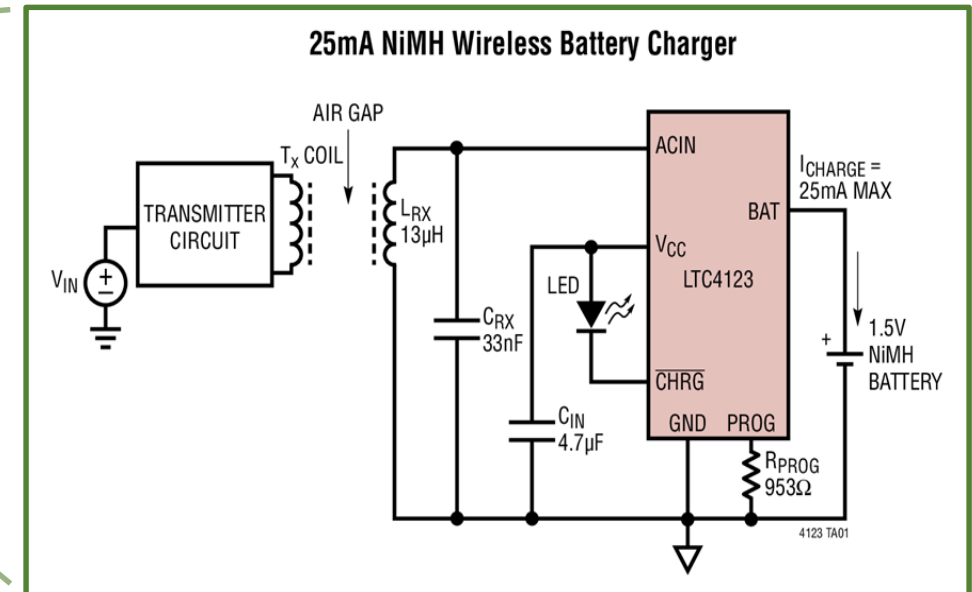 25mA NiMH Wireless Battery Charger
AIR GAP
Tx COIL
TRANSMITTER
CIRCUIT
VIN
+
−
LRX
13µH
CRX
33nF
LED
CIN
4.7µF
ACIN
VCC
BAT
LTC4123
CHRG
GND PROG
ICHARGE =
25mA MAX
+
1.5V
NiMH
BATTERY
RPROG
953Ω
4123 TA01